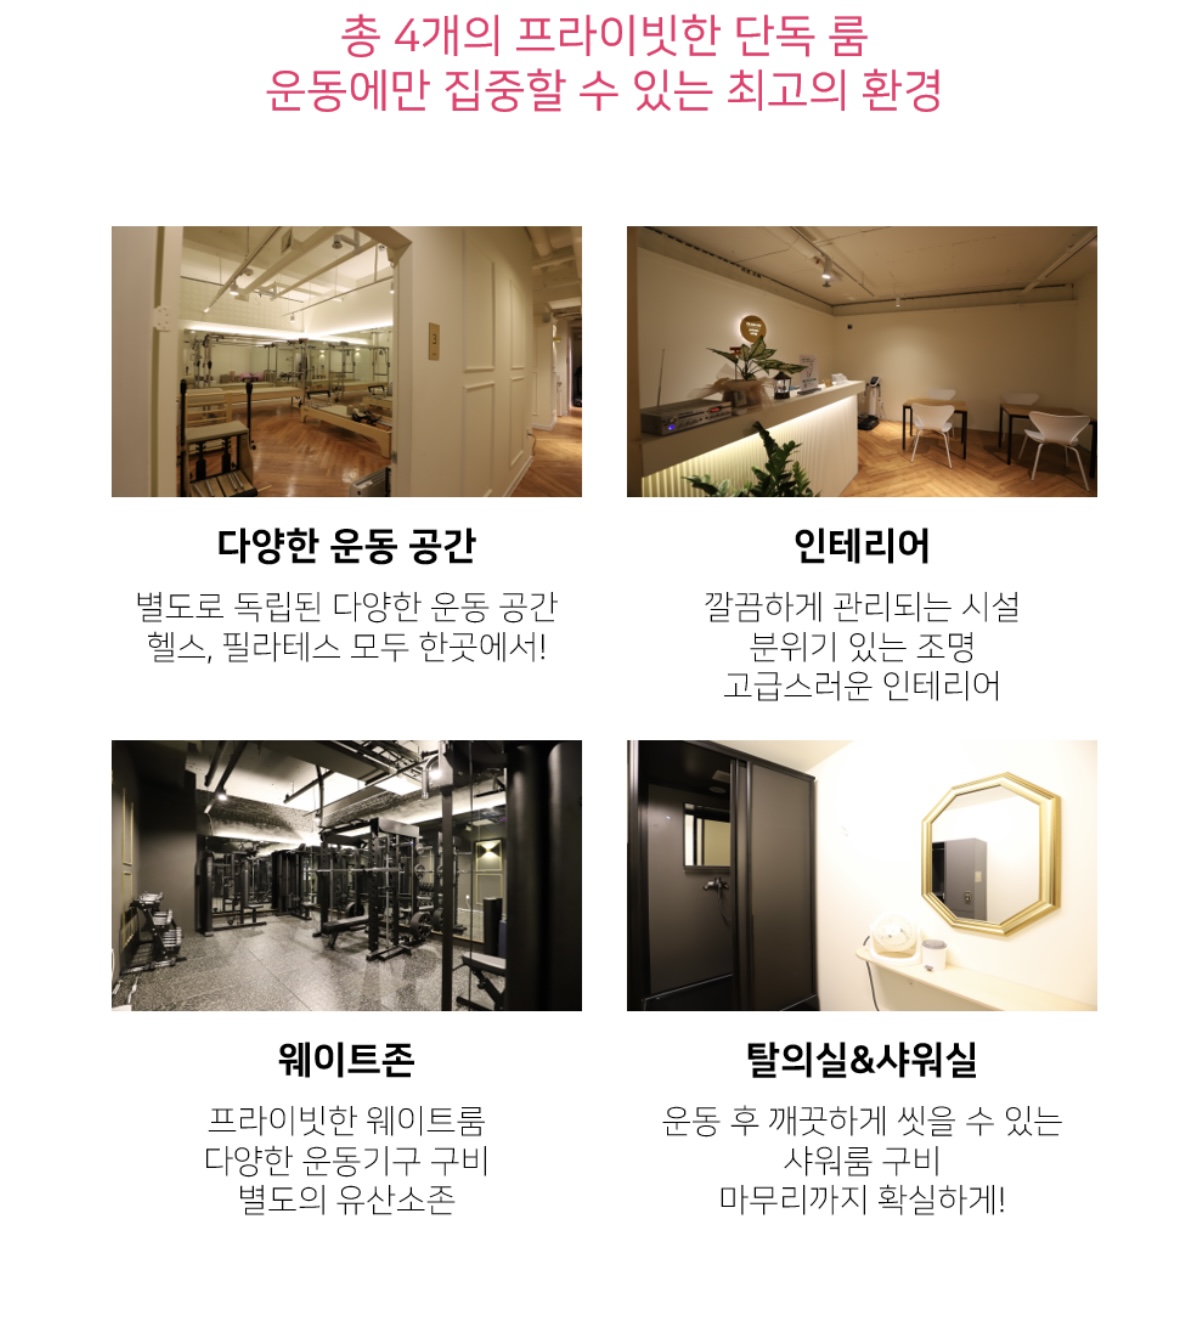 총 4개의 프라이빗한 단독 룸
운동에만 집중할 수 있는 최고의 환경
다양한 운동 공간
별도로 독립된 다양한 운동 공간
헬스, 필라테스 모두 한곳에서!
인테리어
깔끔하게 관리되는 시설
분위기 있는 조명
고급스러운 인테리어
웨이트존
프라이빗한 웨이트룸
다양한 운동기구 구비
별도의 유산소존
탈의실&샤워실
운동 후 깨끗하게 씻을 수 있는
샤워룸 구비
마무리까지 확실하게!